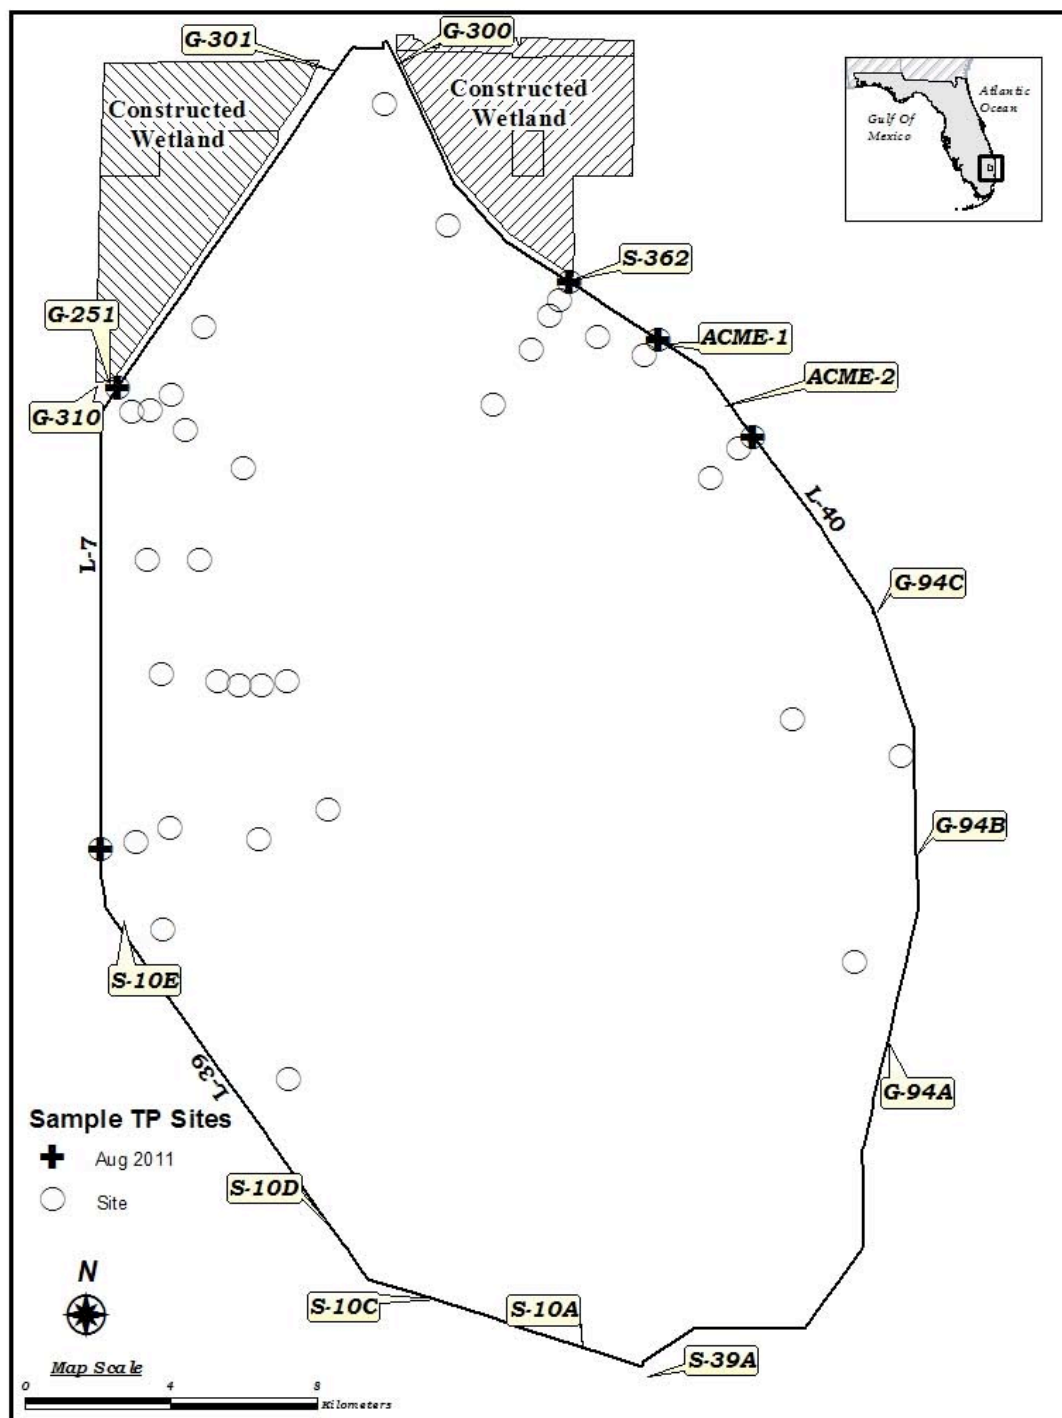 G-301
G-300
Constructed
Wetland
Constructed
Wetland
Atlantic
Ocean
Gulf Of
Mexico
S-362
G-251
ACME-1
ACME-2
G-310
L-40
L-7
G-94C
G-94B
S-10E
L-39
G-94A
Sample TP Sites
Aug 2011
Site
S-10D
N
S-10C
S-10A
S-39A
Map Scale
0 4 8
Kilometers